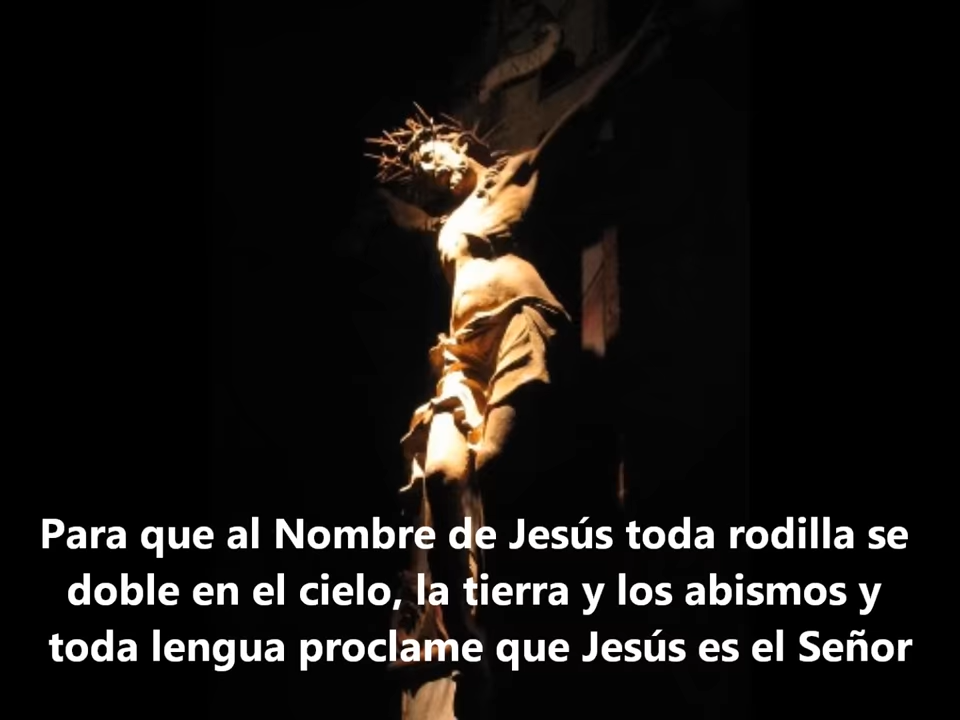 Para que al Nombre de Jesús toda rodilla se
doble en el cielo, la tierra y los abismos y
toda lengua proclame que Jesús es el Señor